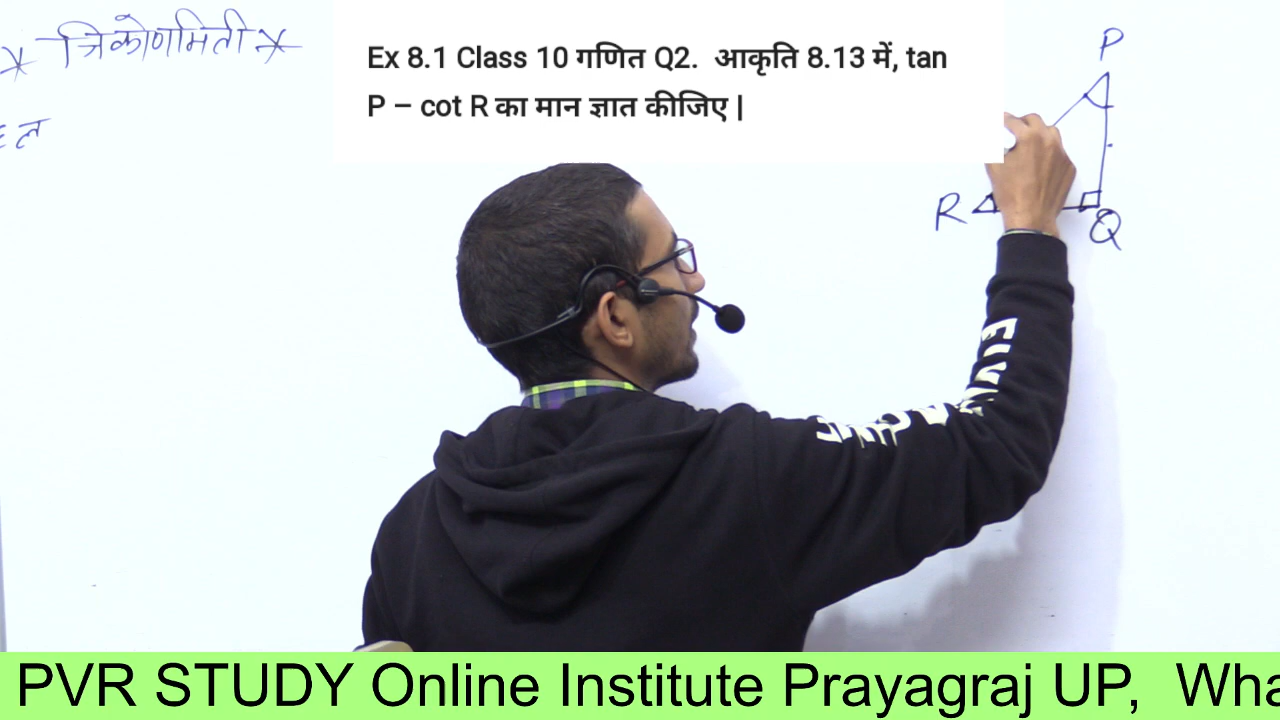 * त्रिकोणमिती *
हल
Ex 8.1 Class 10 गणित Q2. आकृति 8.13 में, tan
P – cot R का मान ज्ञात कीजिए |
P
R
Q
PVR STUDY Online Institute Prayagraj UP, Wha